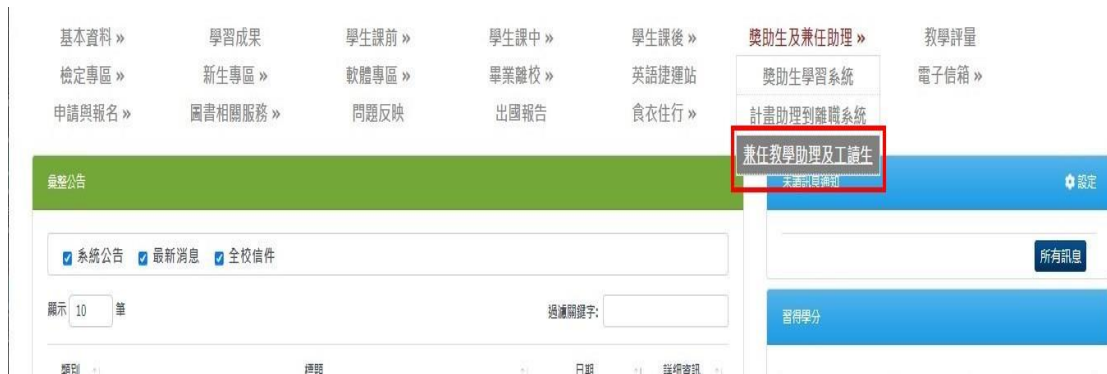 基本資料 » 學習成果 學生課前 » 學生課中 » 學生課後 » 獎助生及兼任助理 » 教學評量
檢定專區 » 新生專區 » 軟體專區 » 畢業離校 » 英語捷運站 獎助生學習系統 電子信箱 »
申請與報名 » 圖書相關服務 » 問題反映 出國報告 食衣住行 » 計畫助理到離職系統
兼任教學助理及工讀生
彙整公告 未讀訊息通知 設定
系統公告 最新消息 全校信件 所有訊息
顯示 10 筆 過濾關鍵字: 習得學分
類別 標題 日期 詳細資訊